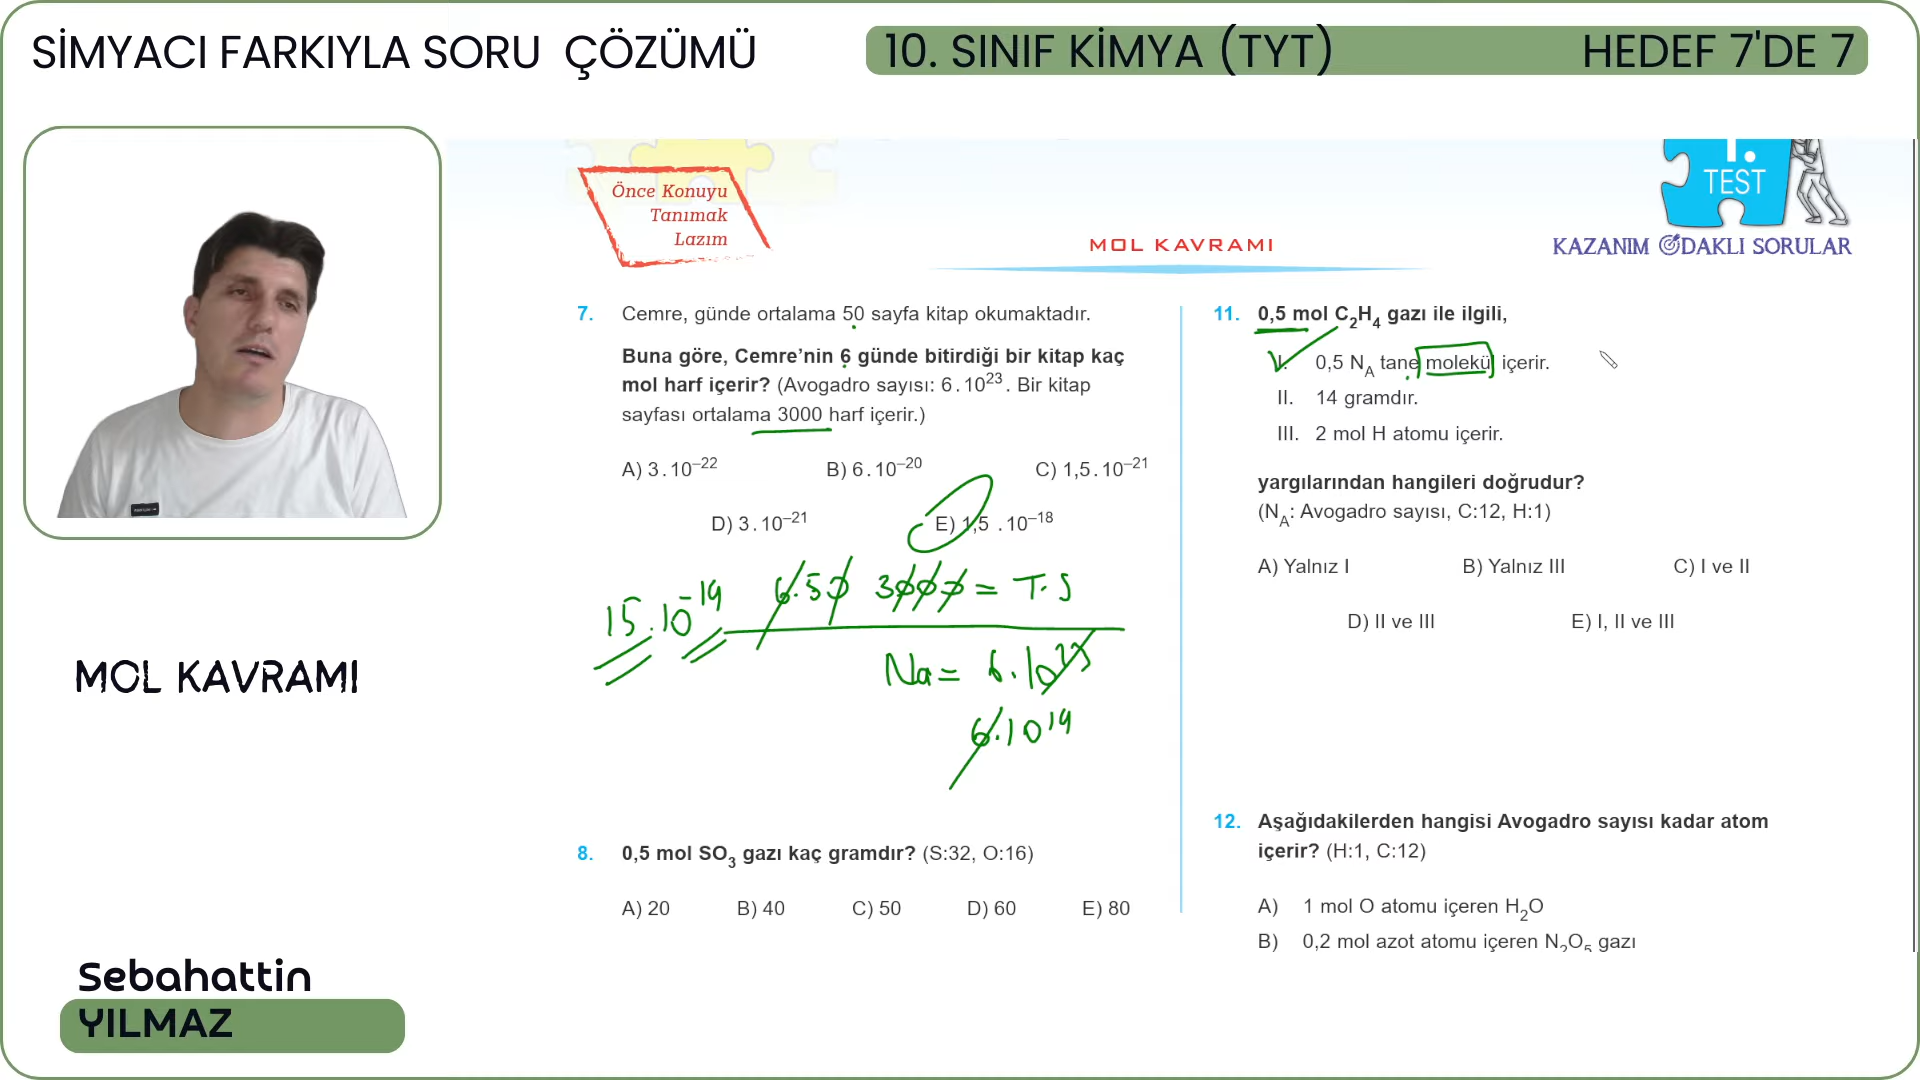 SİMYACI FARKIYLA SORU ÇÖZÜMÜ
10. SINIF KİMYA (TYT)
HEDEF 7'DE 7
Önce Konuyu
Tanımak
Lazım
MOL KAVRAMI
1.
TEST
KAZANIM ODAKLI SORULAR
7. Cemre, günde ortalama 50 sayfa kitap okumaktadır.
Buna göre, Cemre'nin 6 günde bitirdiği bir kitap kaç
mol harf içerir? (Avogadro sayısı: 6.10²³. Bir kitap
sayfası ortalama 3000 harf içerir.)
A) 3.10⁻²² B) 6.10⁻²⁰ C) 1,5.10⁻²¹
D) 3.10⁻²¹ E) 1,5.10⁻¹⁸
15.10⁻¹⁹
6.50 3000 = T.S
Na = 6.10²³
6.10¹⁹
8. 0,5 mol SO₃ gazı kaç gramdır? (S:32, O:16)
A) 20 B) 40 C) 50 D) 60 E) 80
11. 0,5 mol C₂H₄ gazı ile ilgili,
I. 0,5 N_A tane molekül içerir.
II. 14 gramdır.
III. 2 mol H atomu içerir.
yargılarından hangileri doğrudur?
(N_A: Avogadro sayısı, C:12, H:1)
A) Yalnız I B) Yalnız III C) I ve II
D) II ve III E) I, II ve III
12. Aşağıdakilerden hangisi Avogadro sayısı kadar atom
içerir? (H:1, C:12)
A) 1 mol O atomu içeren H₂O
B) 0,2 mol azot atomu içeren N₂O₅ gazı
MOL KAVRAMI
Sebahattin
YILMAZ